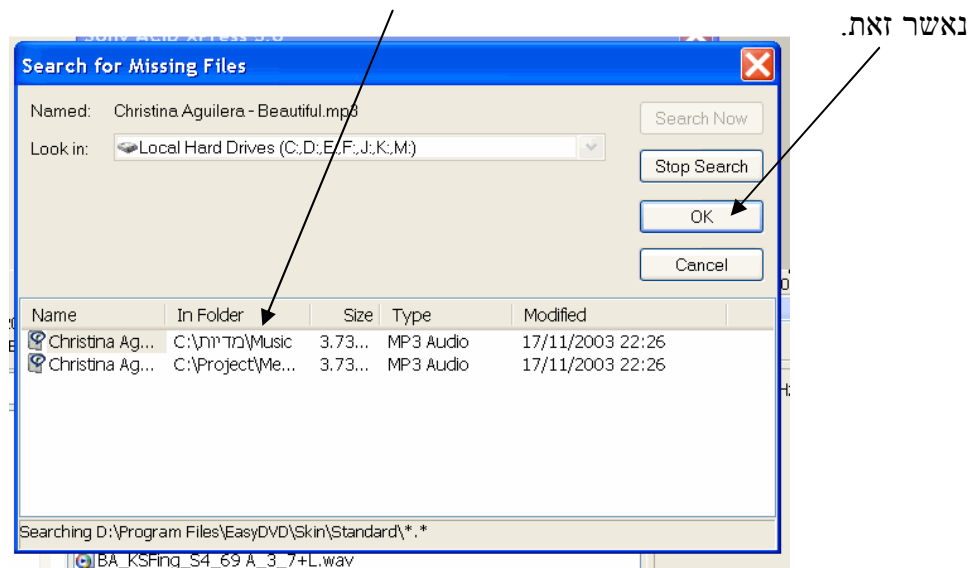 נאשר זאת.
Sony ACID XPress 5.0
Search for Missing Files
Named: Christina Aguilera - Beautiful.mp3
Search Now
Look in: Local Hard Drives (C:,D:,E:,F:,J:,K:,M:)
Stop Search
OK
Cancel
Name In Folder Size Type Modified
Christina Ag... C:\מדיות\Music 3.73... MP3 Audio 17/11/2003 22:26
Christina Ag... C:\Project\Me... 3.73... MP3 Audio 17/11/2003 22:26
Searching D:\Program Files\EasyDVD\Skin\Standard\*.*
BA_KSFing_S4_69 A_3_7+L.wav